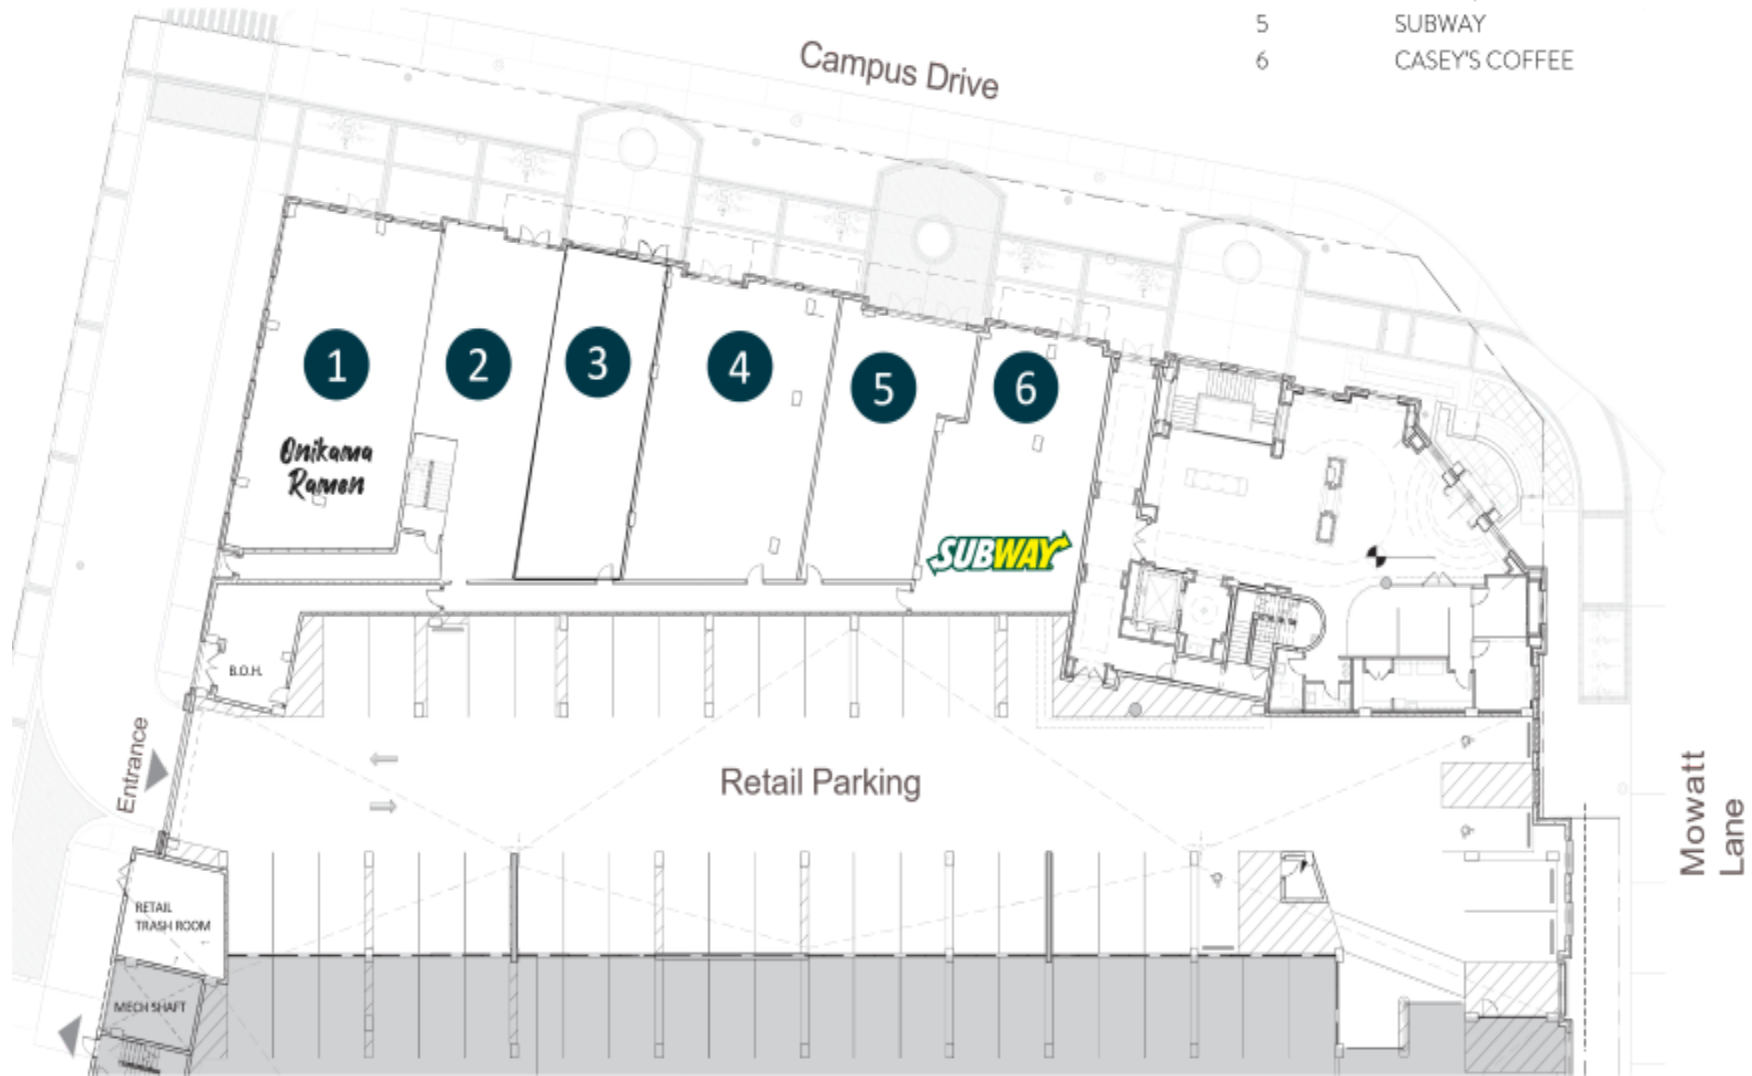 5 SUBWAY
6 CASEY'S COFFEE
Campus Drive
1
2
3
4
5
6
Onikama
Ramen
SUBWAY
B.O.H.
Entrance
Retail Parking
Mowatt
Lane
RETAIL
TRASH ROOM
MECH SHAFT